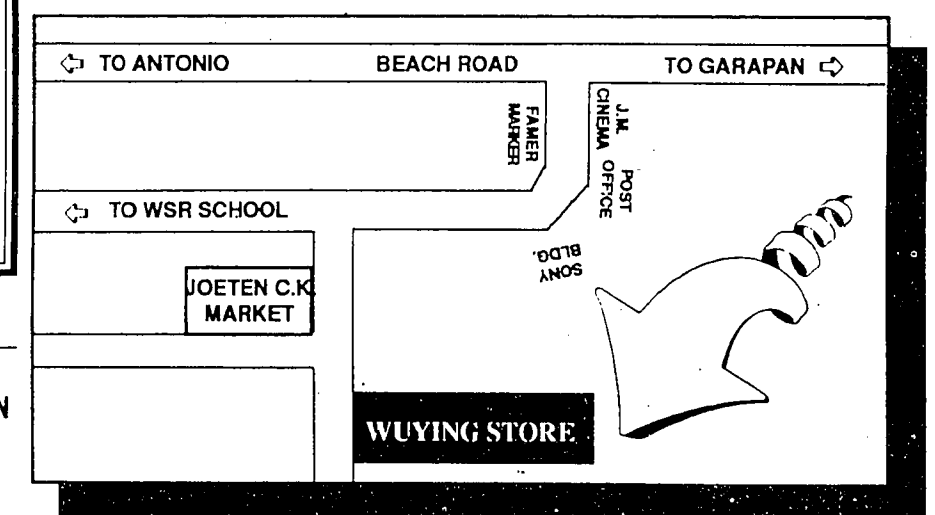 TO ANTONIO
BEACH ROAD
TO GARAPAN
FAMER
MARKER
J.M.
CINEMA
POST
OFFICE
TO WSR SCHOOL
SONY
BLDG.
JOETEN C.K.
MARKET
N
WUYING STORE